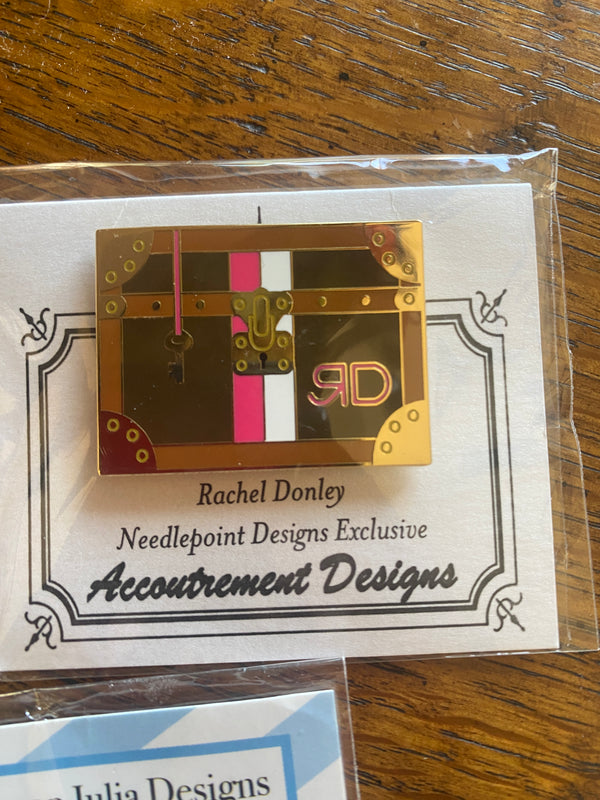 RD
Rachel Donley
Needlepoint Designs Exclusive
Accoutrement Designs
Julia Designs